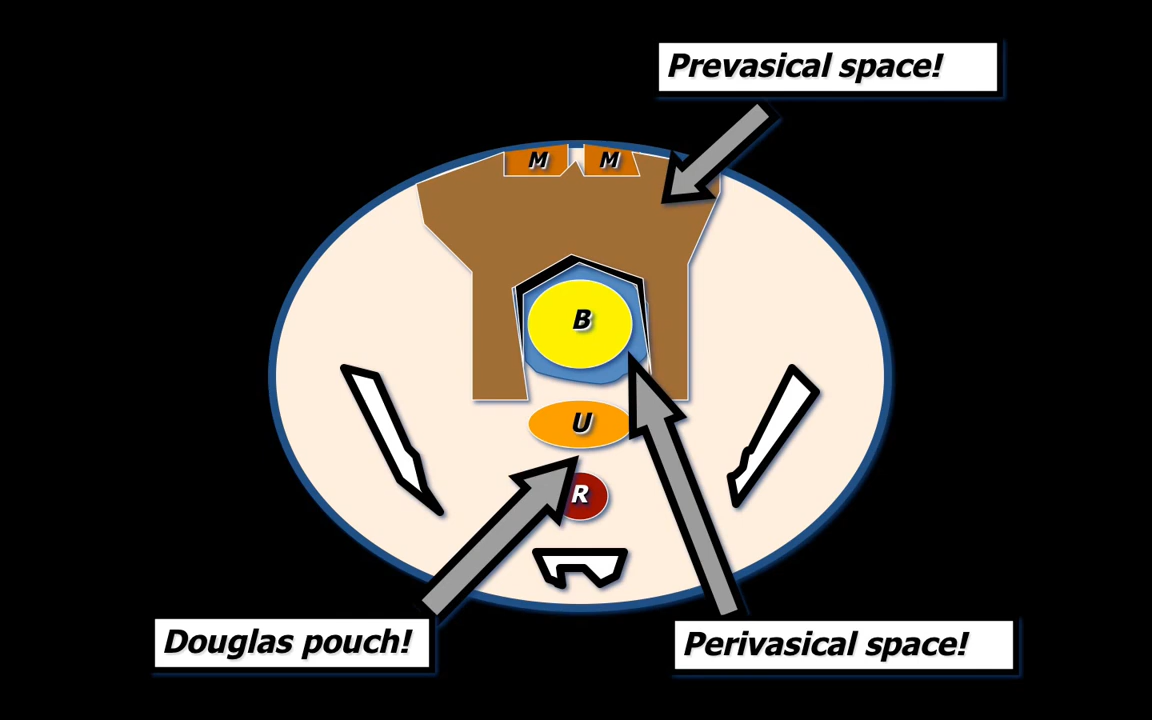 Prevasical space!
M M
B
U
R
Douglas pouch!
Perivasical space!